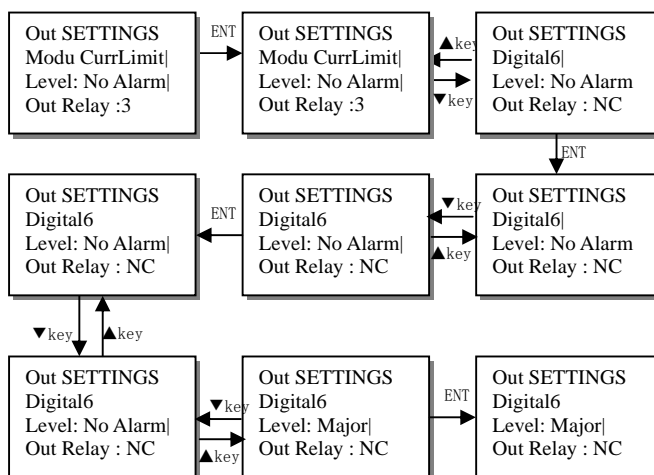 Out SETTINGS
Modu CurrLimit|
Level: No Alarm|
Out Relay :3
ENT
Out SETTINGS
Modu CurrLimit|
Level: No Alarm|
Out Relay :3
▲key
▼key
Out SETTINGS
Digital6|
Level: No Alarm
Out Relay : NC
ENT
Out SETTINGS
Digital6
Level: No Alarm|
Out Relay : NC
ENT
Out SETTINGS
Digital6
Level: No Alarm|
Out Relay : NC
▼key
▲key
Out SETTINGS
Digital6|
Level: No Alarm
Out Relay : NC
▼key
▲key
Out SETTINGS
Digital6
Level: No Alarm|
Out Relay : NC
▼key
▲key
Out SETTINGS
Digital6
Level: Major|
Out Relay : NC
ENT
Out SETTINGS
Digital6
Level: Major|
Out Relay : NC